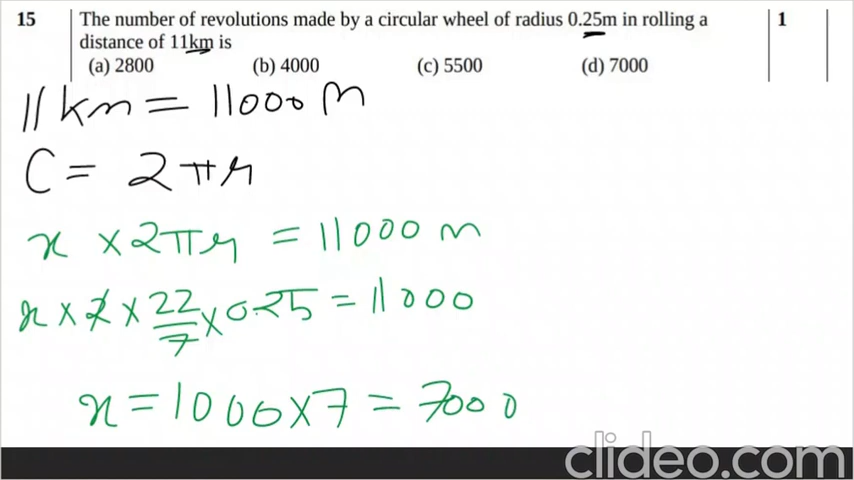 15 The number of revolutions made by a circular wheel of radius 0.25m in rolling a 1
distance of 11km is
(a) 2800 (b) 4000 (c) 5500 (d) 7000
11 km = 11000 m
C = 2πr
x × 2πr = 11000 m
x × 2 × 22/7 × 0.25 = 11000
x = 1000 × 7 = 7000
clideo.com